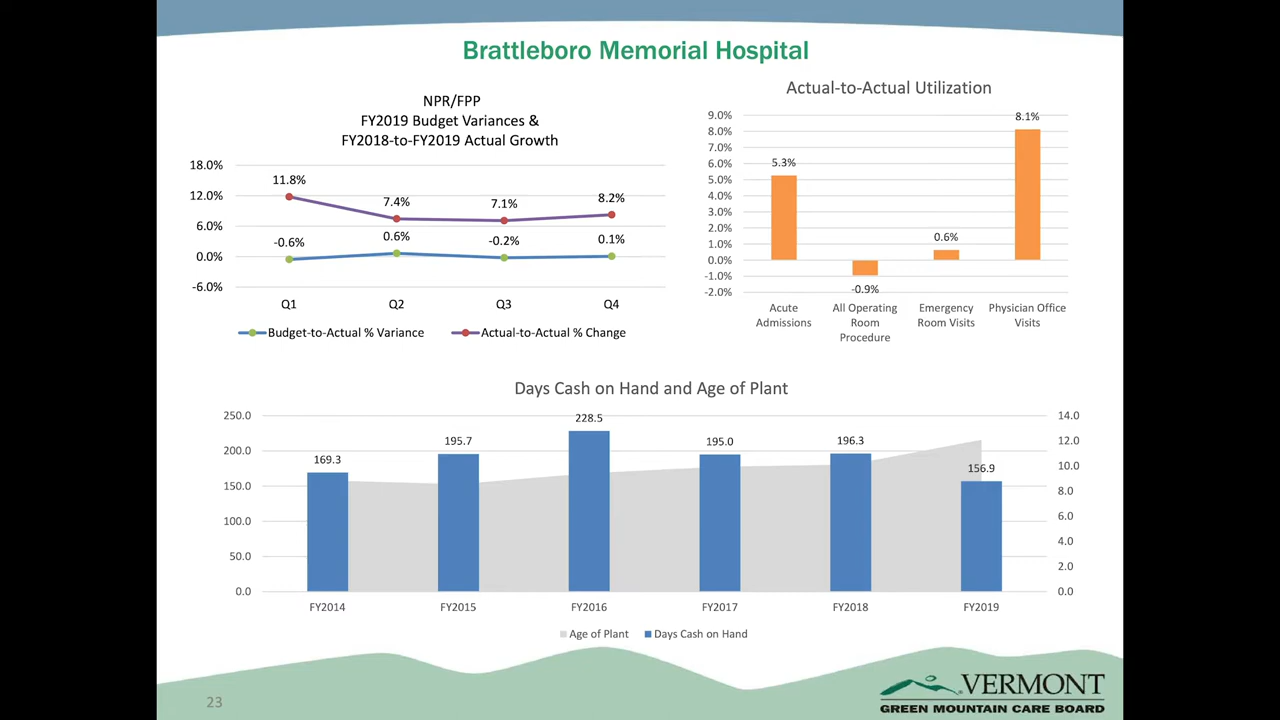 Brattleboro Memorial Hospital
NPR/FPP
FY2019 Budget Variances &
FY2018-to-FY2019 Actual Growth
18.0%
12.0%
6.0%
0.0%
-6.0%
11.8%
7.4%
7.1%
8.2%
-0.6%
0.6%
-0.2%
0.1%
Q1 Q2 Q3 Q4
Budget-to-Actual % Variance Actual-to-Actual % Change
Actual-to-Actual Utilization
9.0%
8.0%
7.0%
6.0%
5.0%
4.0%
3.0%
2.0%
1.0%
0.0%
-1.0%
-2.0%
5.3%
-0.9%
0.6%
8.1%
Acute
Admissions
All Operating
Room
Procedure
Emergency
Room Visits
Physician Office
Visits
Days Cash on Hand and Age of Plant
250.0
200.0
150.0
100.0
50.0
0.0
169.3
195.7
228.5
195.0
196.3
156.9
14.0
12.0
10.0
8.0
6.0
4.0
2.0
0.0
FY2014 FY2015 FY2016 FY2017 FY2018 FY2019
Age of Plant Days Cash on Hand
23
VERMONT
GREEN MOUNTAIN CARE BOARD